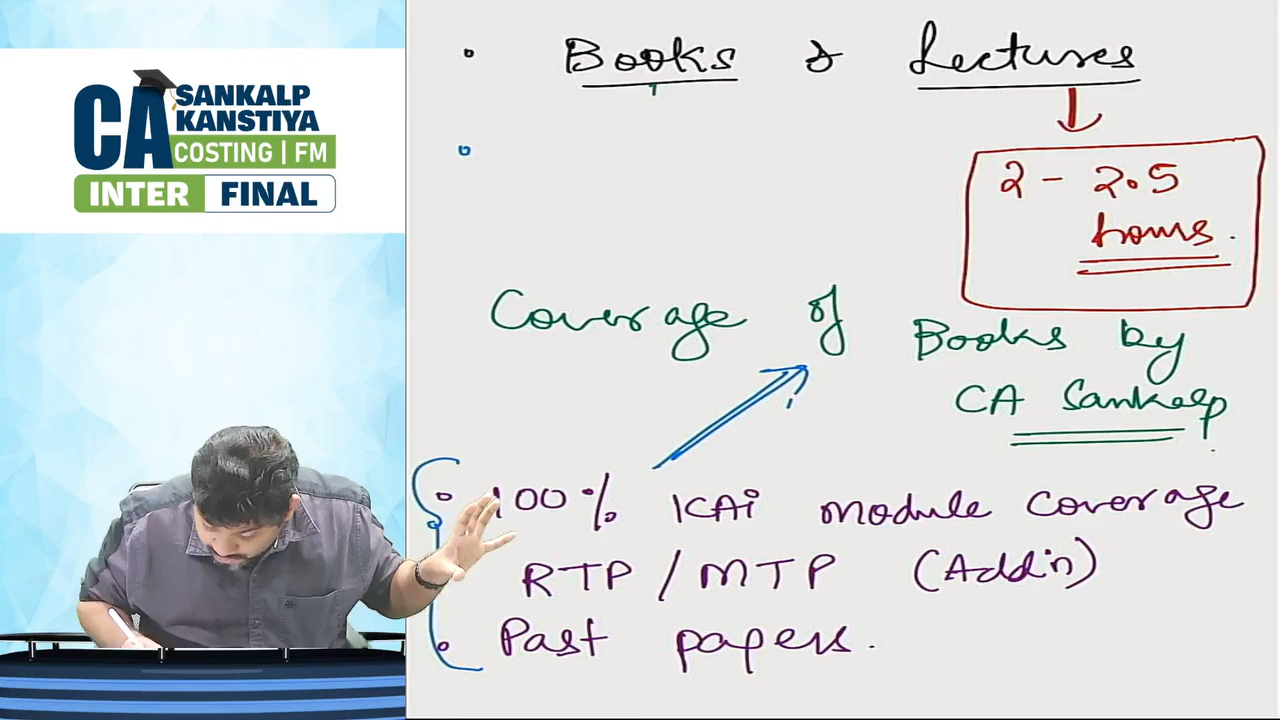 CA
SANKALP
KANSTIYA
COSTING | FM
INTER FINAL
Books & Lectures
2 - 2.5
hours.
Coverage of
Books by
CA Sankalp
100% ICAi module coverage
RTP / MTP (Add'n)
Past papers.